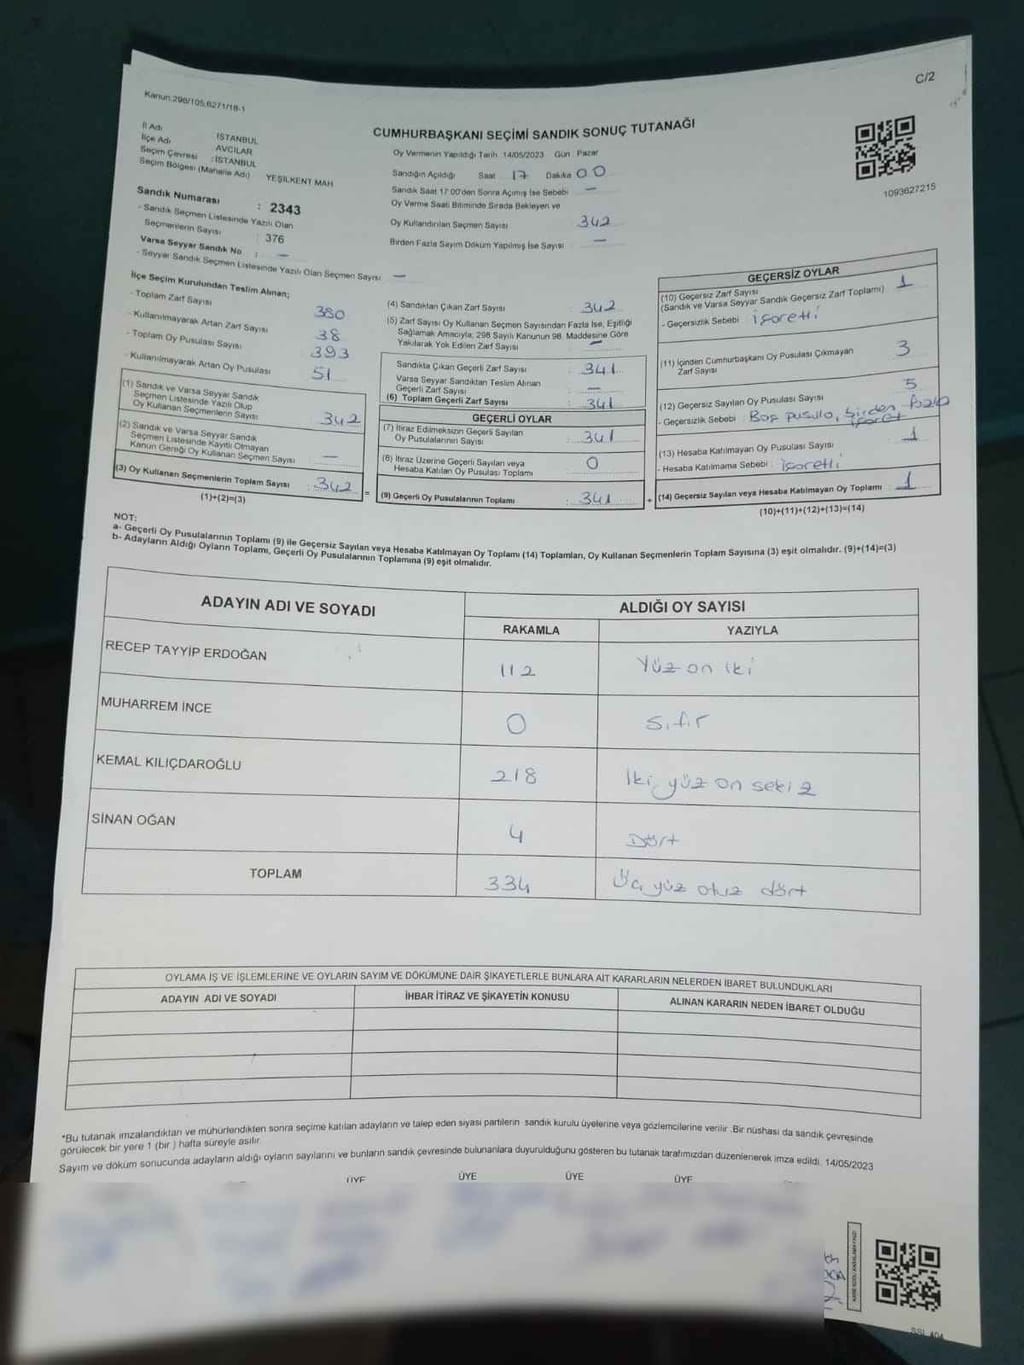 C/2
Kanun:298/105,6271/18-1
CUMHURBAŞKANI SEÇİMİ SANDIK SONUÇ TUTANAĞI
İl Adı : İSTANBUL
İlçe Adı : AVCILAR
Seçim Çevresi : İSTANBUL
Seçim Bölgesi (Mahalle Adı) YEŞİLKENT MAH
Sandık Numarası : 2343
- Sandık Seçmen Listesinde Yazılı Olan
Seçmenlerin Sayısı : 376
Varsa Seyyar Sandık No : —
- Seyyar Sandık Seçmen Listesinde Yazılı Olan Seçmen Sayısı —
Oy Vermenin Yapıldığı Tarih 14/05/2023 Gün : Pazar
Sandığın Açıldığı Saat 17 Dakika 00
Sandık Saat 17:00'den Sonra Açılmış İse Sebebi —
Oy Verme Saati Bitiminde Sırada Bekleyen ve
Oy Kullandırılan Seçmen Sayısı 342
Birden Fazla Sayım Döküm Yapılmış İse Sayısı —
1093627215
İlçe Seçim Kurulundan Teslim Alınan;
- Toplam Zarf Sayısı 380
- Kullanılmayarak Artan Zarf Sayısı 38
- Toplam Oy Pusulası Sayısı 393
- Kullanılmayarak Artan Oy Pusulası 51
(1) Sandık ve Varsa Seyyar Sandık
Seçmen Listesinde Yazılı Olup
Oy Kullanan Seçmenlerin Sayısı 342
(2) Sandık ve Varsa Seyyar Sandık
Seçmen Listesinde Kayıtlı Olmayan
Kanun Gereği Oy Kullanan Seçmen Sayısı —
(3) Oy Kullanan Seçmenlerin Toplam Sayısı : 342
(1)+(2)=(3)
(4) Sandıktan Çıkan Zarf Sayısı : 342
(5) Zarf Sayısı Oy Kullanan Seçmen Sayısından Fazla İse, Eşitliği
Sağlamak Amacıyla; 298 Sayılı Kanunun 98. Maddesine Göre
Yakılarak Yok Edilen Zarf Sayısı : —
Sandıkta Çıkan Geçerli Zarf Sayısı : 341
Varsa Seyyar Sandıktan Teslim Alınan
Geçerli Zarf Sayısı : —
(6) Toplam Geçerli Zarf Sayısı : 341
GEÇERLİ OYLAR
(7) İtiraz Edilmeksizin Geçerli Sayılan
Oy Pusulalarının Sayısı : 341
(8) İtiraz Üzerine Geçerli Sayılan veya
Hesaba Katılan Oy Pusulası Toplamı : 0
= (9) Geçerli Oy Pusulalarının Toplamı : 341
GEÇERSİZ OYLAR
(10) Geçersiz Zarf Sayısı 1
(Sandık ve Varsa Seyyar Sandık Geçersiz Zarf Toplamı)
- Geçersizlik Sebebi : işaretli
(11) İçinden Cumhurbaşkanı Oy Pusulası Çıkmayan
Zarf Sayısı 3
(12) Geçersiz Sayılan Oy Pusulası Sayısı 5
- Geçersizlik Sebebi : Boş pusula, birden fazla
işaret
(13) Hesaba Katılmayan Oy Pusulası Sayısı 1
- Hesaba Katılmama Sebebi : işaretli
+ (14) Geçersiz Sayılan veya Hesaba Katılmayan Oy Toplamı : 1
(10)+(11)+(12)+(13)=(14)
NOT:
a- Geçerli Oy Pusulalarının Toplamı (9) ile Geçersiz Sayılan veya Hesaba Katılmayan Oy Toplamı (14) Toplamları, Oy Kullanan Seçmenlerin Toplam Sayısına (3) eşit olmalıdır. (9)+(14)=(3)
b- Adayların Aldığı Oyların Toplamı, Geçerli Oy Pusulalarının Toplamına (9) eşit olmalıdır.
ADAYIN ADI VE SOYADI ALDIĞI OY SAYISI
RAKAMLA YAZIYLA
RECEP TAYYİP ERDOĞAN 112 Yüz on iki
MUHARREM İNCE 0 Sıfır
KEMAL KILIÇDAROĞLU 218 İki yüz on sekiz
SİNAN OĞAN 4 Dört
TOPLAM 334 Üç yüz otuz dört
OYLAMA İŞ VE İŞLEMLERİNE VE OYLARIN SAYIM VE DÖKÜMÜNE DAİR ŞİKAYETLERLE BUNLARA AİT KARARLARIN NELERDEN İBARET BULUNDUKLARI
ADAYIN ADI VE SOYADI İHBAR İTİRAZ VE ŞİKAYETİN KONUSU ALINAN KARARIN NEDEN İBARET OLDUĞU
*Bu tutanak imzalandıktan ve mühürlendikten sonra seçime katılan adayların ve talep eden siyasi partilerin sandık kurulu üyelerine veya gözlemcilerine verilir .Bir nüshası da sandık çevresinde
görülecek bir yere 1 (bir ) hafta süreyle asılır.
Sayım ve döküm sonucunda adayların aldığı oyların sayılarını ve bunların sandık çevresinde bulunanlara duyurulduğunu gösteren bu tutanak tarafımızdan düzenlenerek imza edildi. 14/05/2023
ÜYE ÜYE ÜYE ÜYE